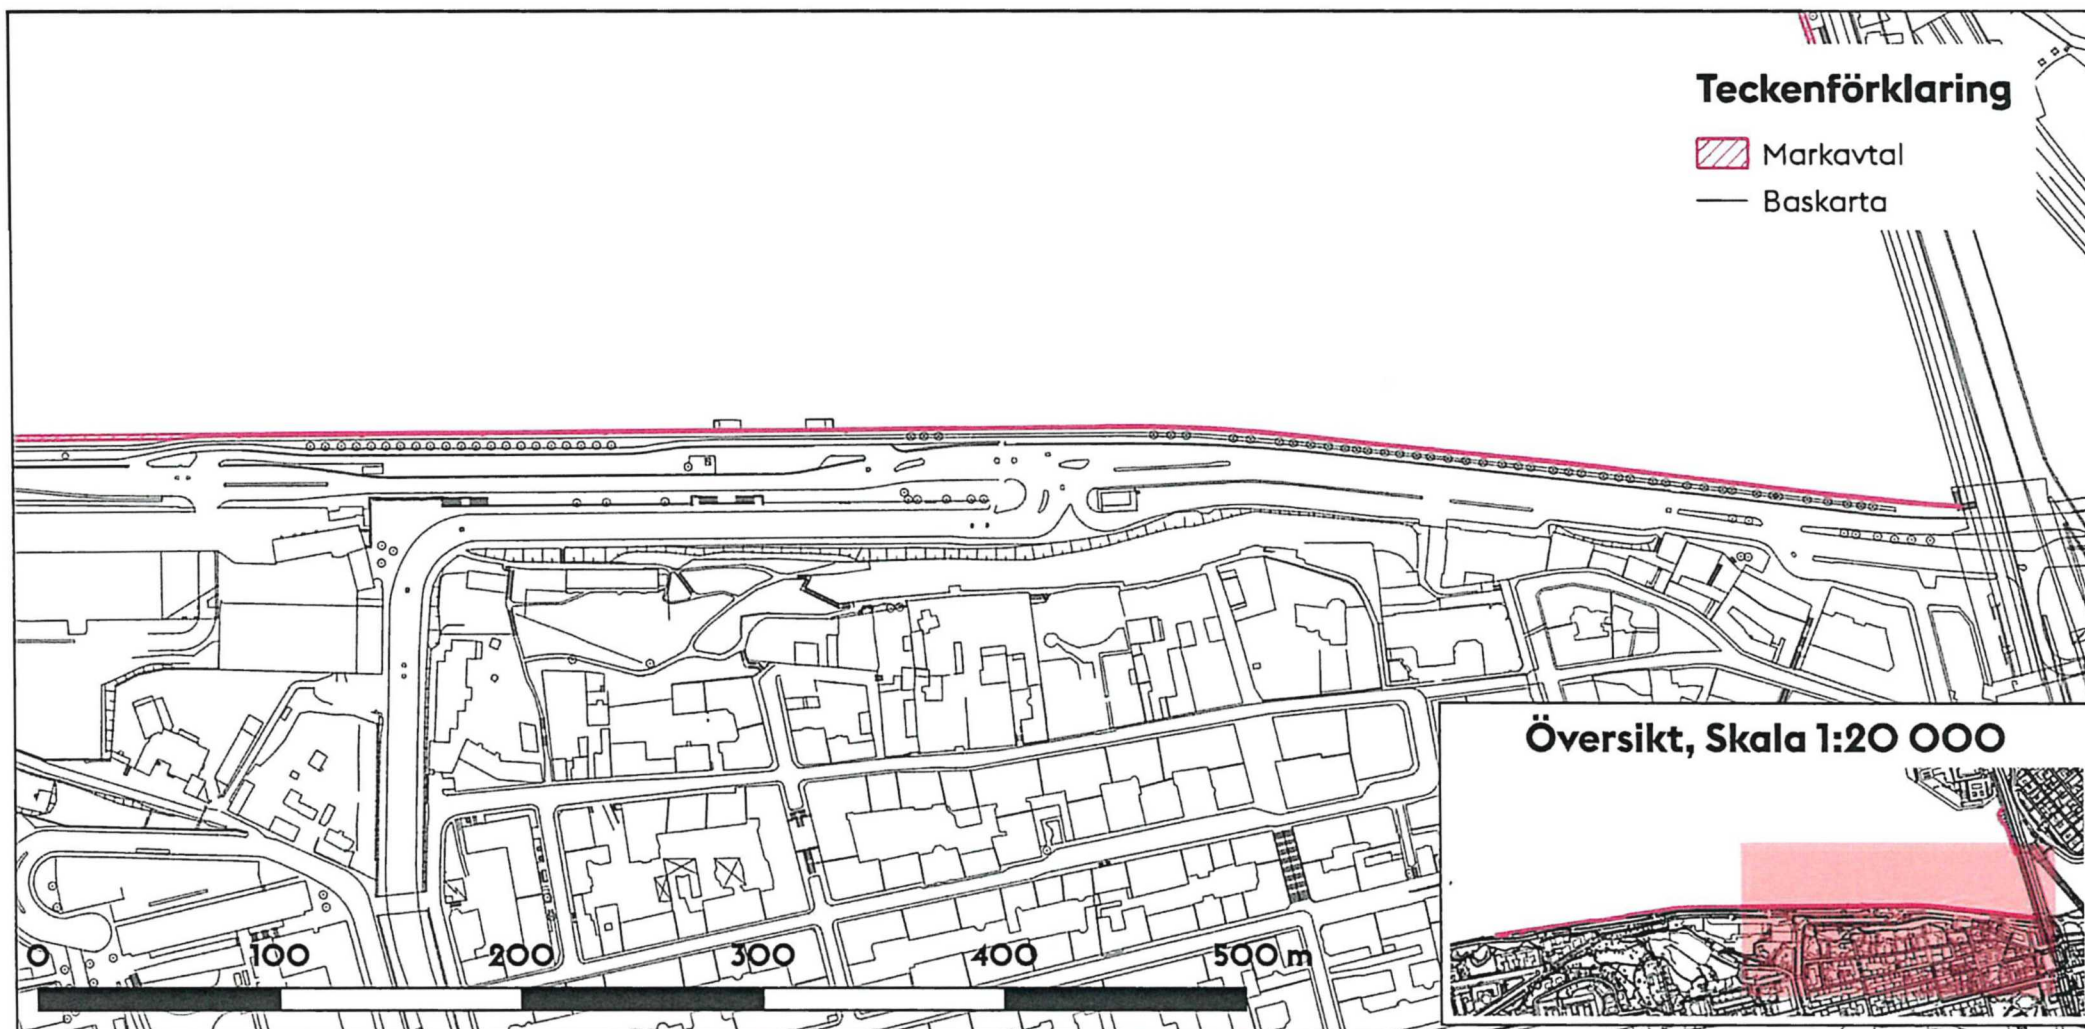 Teckenförklaring
Markavtal
Baskarta
Översikt, Skala 1:20 000
0 100 200 300 400 500 m